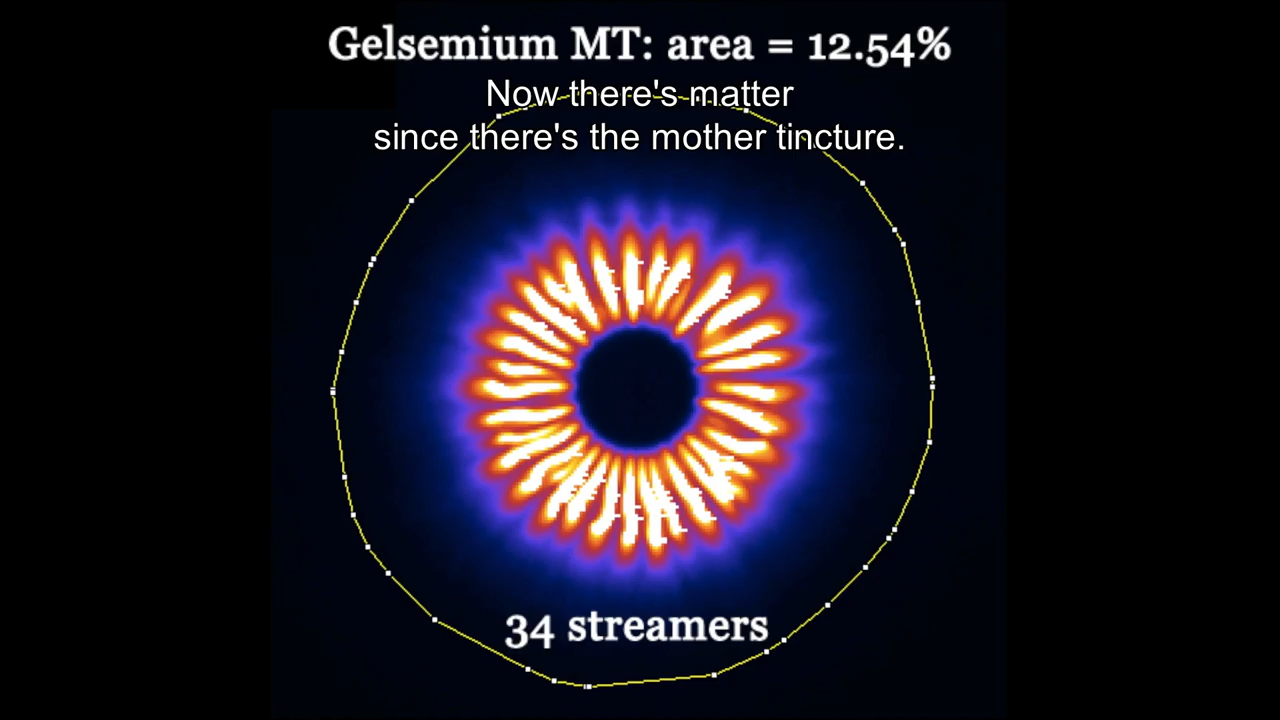 Gelsemium MT: area = 12.54%
Now there's matter
since there's the mother tincture.
34 streamers